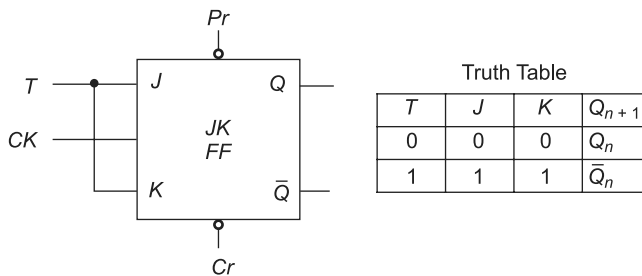 Pr
T
J
Q
CK
JK
FF
K
Q̅
Cr
Truth Table
T J K Qₙ₊₁
0 0 0 Qₙ
1 1 1 Q̅ₙ